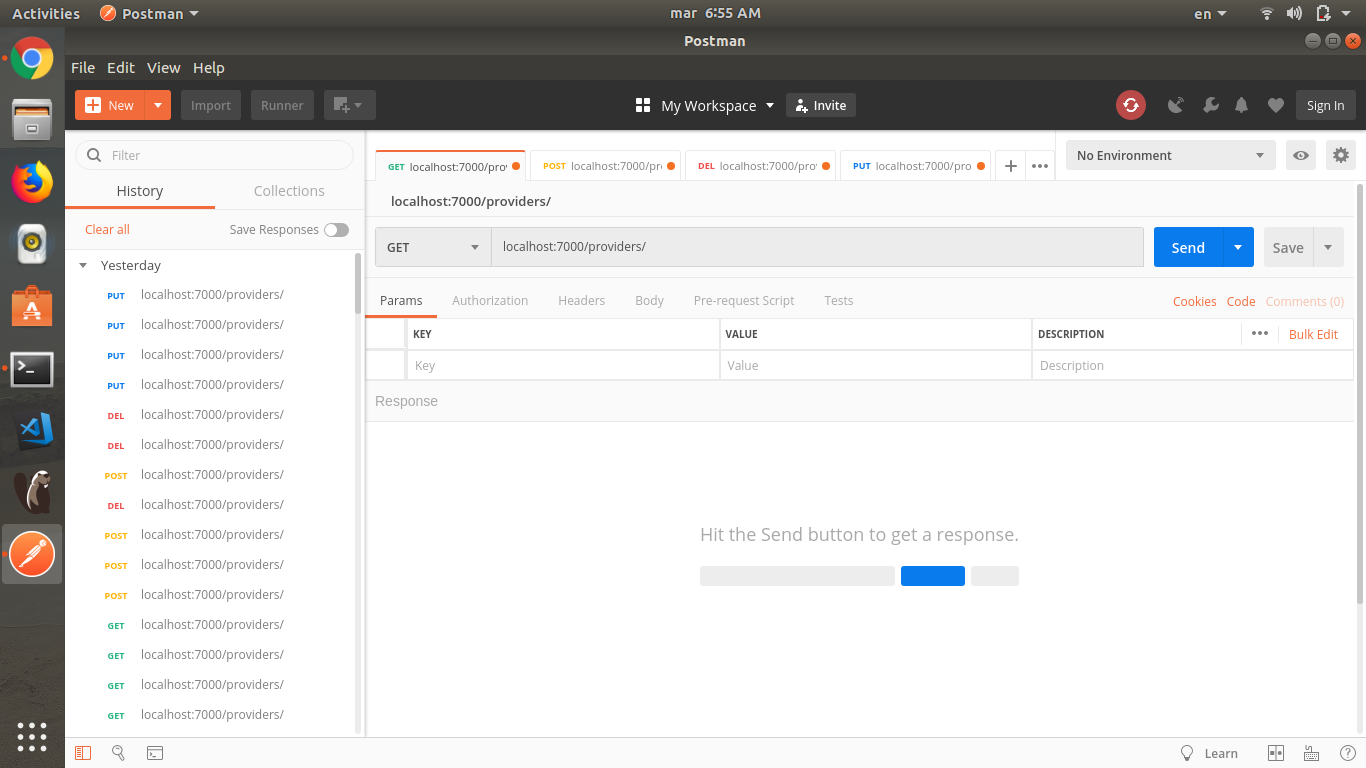 Activities Postman mar 6:55 AM en
Postman
File Edit View Help
New Import Runner My Workspace Invite Sign In
Filter
History Collections
Clear all Save Responses
Yesterday
PUT localhost:7000/providers/
PUT localhost:7000/providers/
PUT localhost:7000/providers/
PUT localhost:7000/providers/
DEL localhost:7000/providers/
DEL localhost:7000/providers/
POST localhost:7000/providers/
DEL localhost:7000/providers/
POST localhost:7000/providers/
POST localhost:7000/providers/
POST localhost:7000/providers/
GET localhost:7000/providers/
GET localhost:7000/providers/
GET localhost:7000/providers/
GET localhost:7000/providers/
GET localhost:7000/pro POST localhost:7000/pr DEL localhost:7000/pro PUT localhost:7000/pro No Environment
localhost:7000/providers/
GET localhost:7000/providers/ Send Save
Params Authorization Headers Body Pre-request Script Tests Cookies Code Comments (0)
KEY VALUE DESCRIPTION Bulk Edit
Key Value Description
Response
Hit the Send button to get a response.
Learn